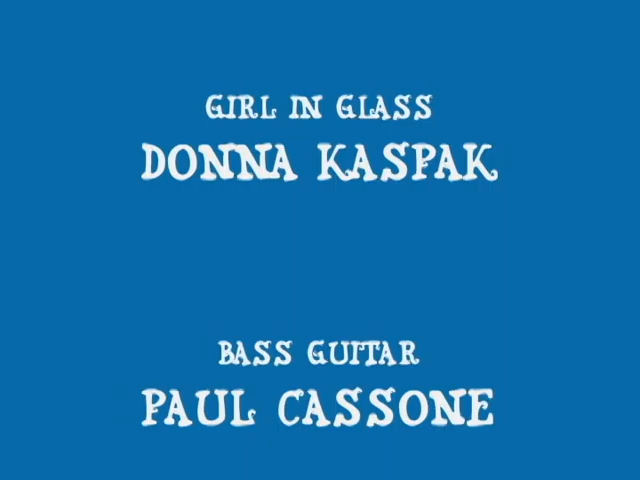 GIRL IN GLASS
DONNA KASPAK
BASS GUITAR
PAUL CASSONE